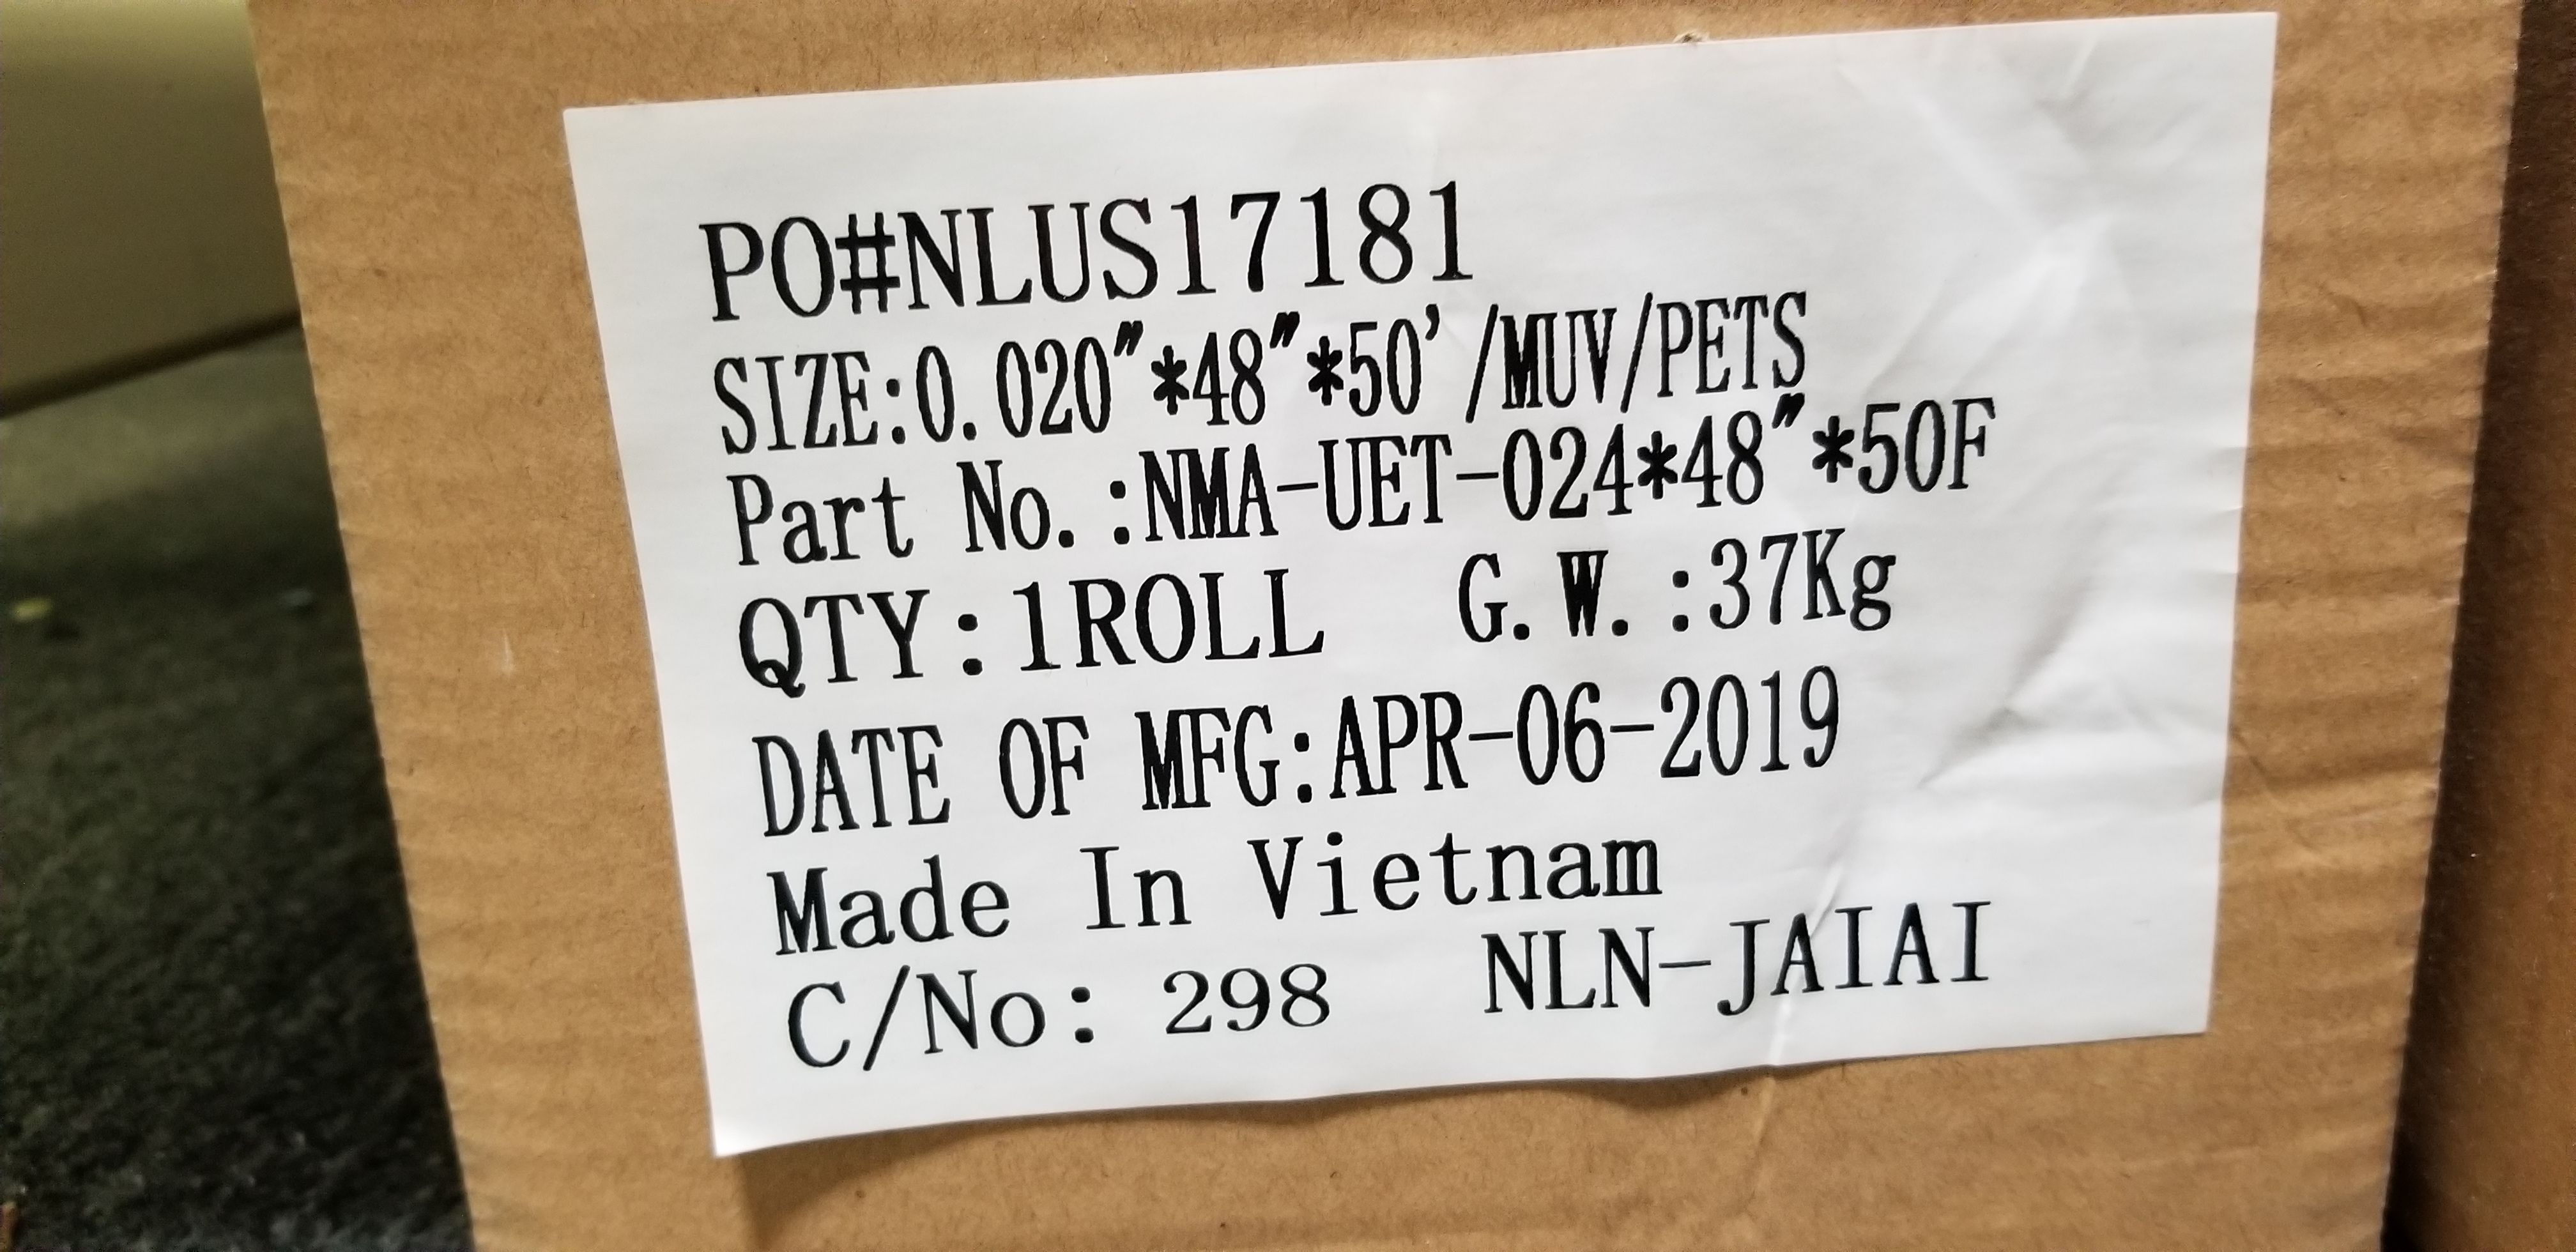 PO#NLUS17181
SIZE:0.020"*48"*50'/MUV/PETS
Part No.:NMA-UET-024*48"*50F
QTY:1ROLL G.W.:37Kg
DATE OF MFG:APR-06-2019
Made In Vietnam
C/No: 298 NLN-JAIAI